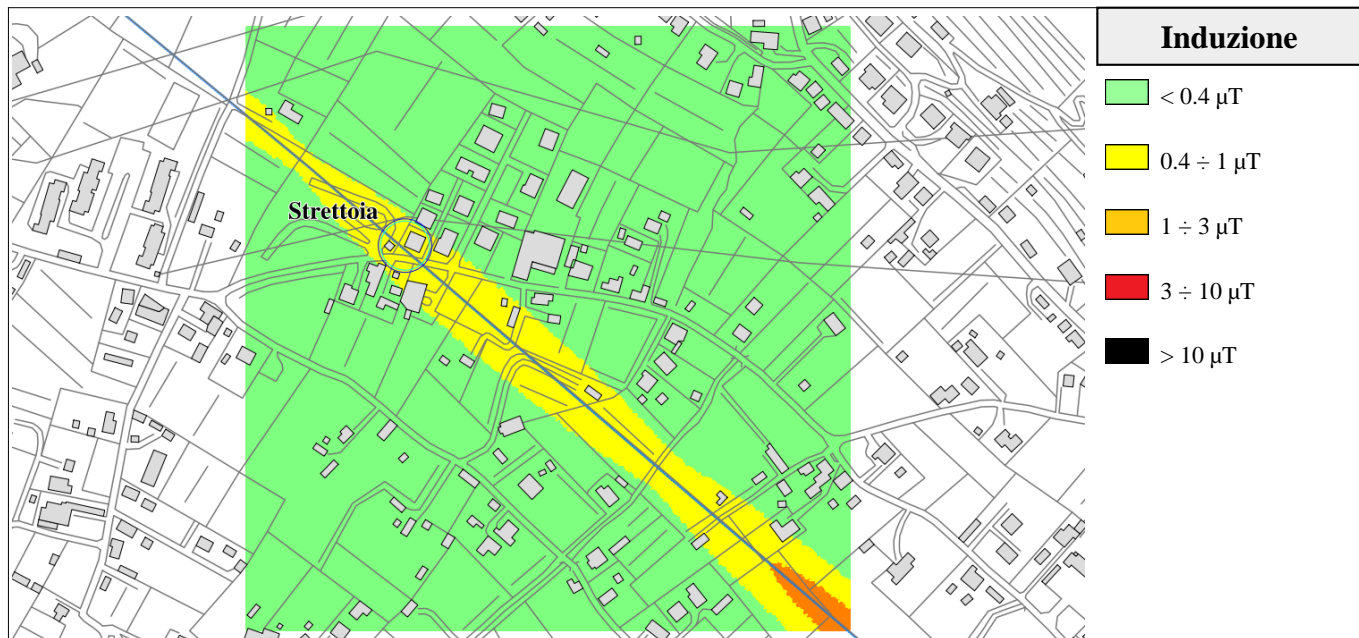 Induzione
< 0.4 µT
0.4 ÷ 1 µT
1 ÷ 3 µT
3 ÷ 10 µT
> 10 µT
Strettoia